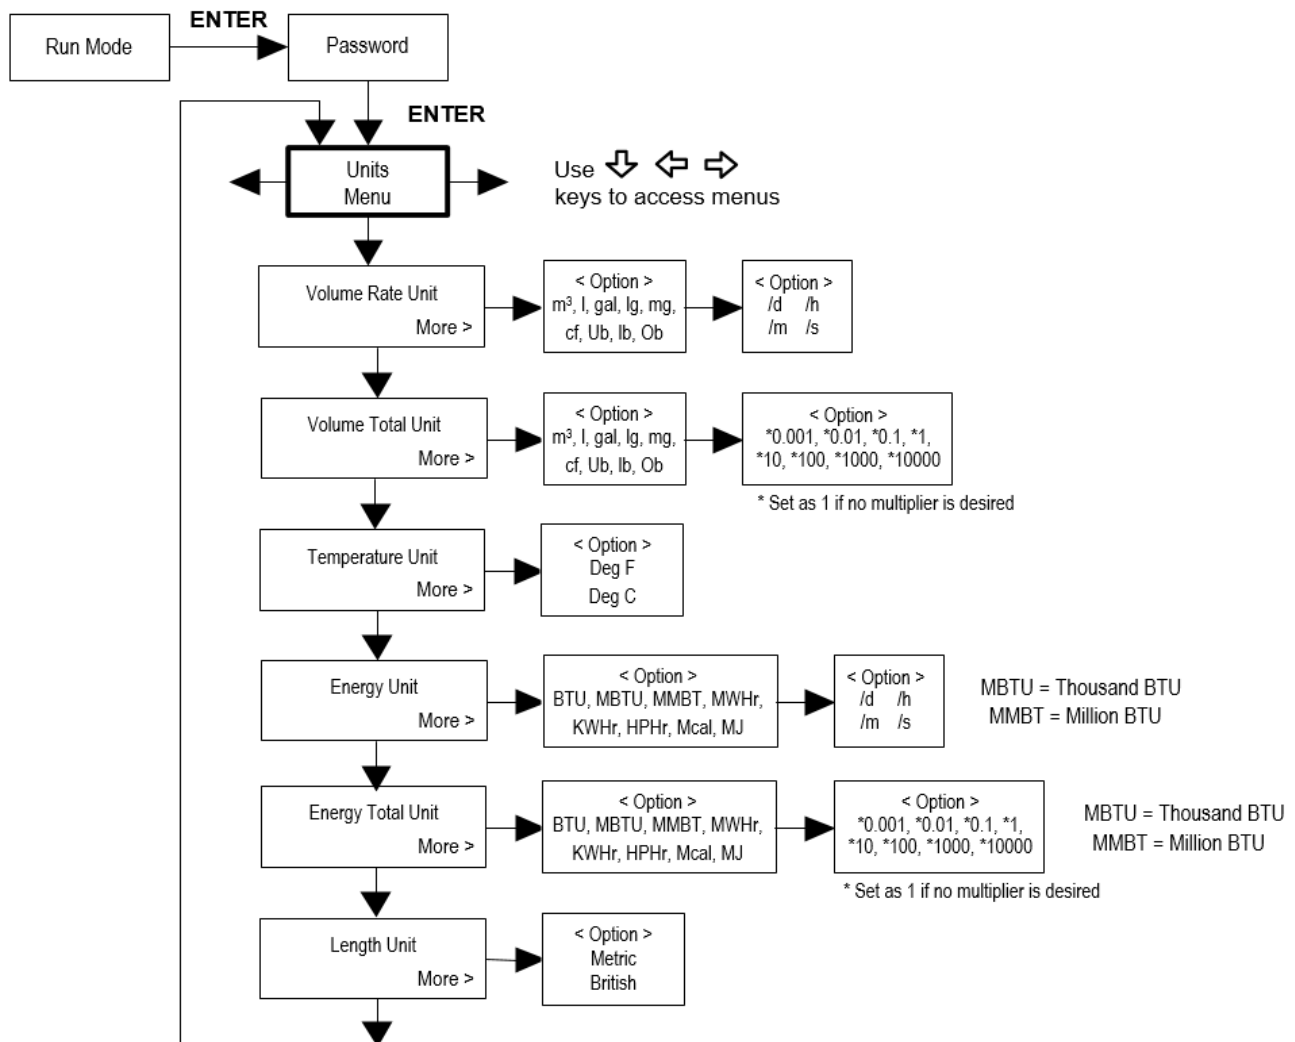 ENTER
Run Mode
Password
ENTER
Units
Menu
Use
keys to access menus
Volume Rate Unit
More >
< Option >
m³, l, gal, lg, mg,
cf, Ub, lb, Ob
< Option >
/d /h
/m /s
Volume Total Unit
More >
< Option >
m³, l, gal, lg, mg,
cf, Ub, lb, Ob
< Option >
*0.001, *0.01, *0.1, *1,
*10, *100, *1000, *10000
* Set as 1 if no multiplier is desired
Temperature Unit
More >
< Option >
Deg F
Deg C
Energy Unit
More >
< Option >
BTU, MBTU, MMBT, MWHr,
KWHr, HPHr, Mcal, MJ
< Option >
/d /h
/m /s
MBTU = Thousand BTU
MMBT = Million BTU
Energy Total Unit
More >
< Option >
BTU, MBTU, MMBT, MWHr,
KWHr, HPHr, Mcal, MJ
< Option >
*0.001, *0.01, *0.1, *1,
*10, *100, *1000, *10000
MBTU = Thousand BTU
MMBT = Million BTU
* Set as 1 if no multiplier is desired
Length Unit
More >
< Option >
Metric
British